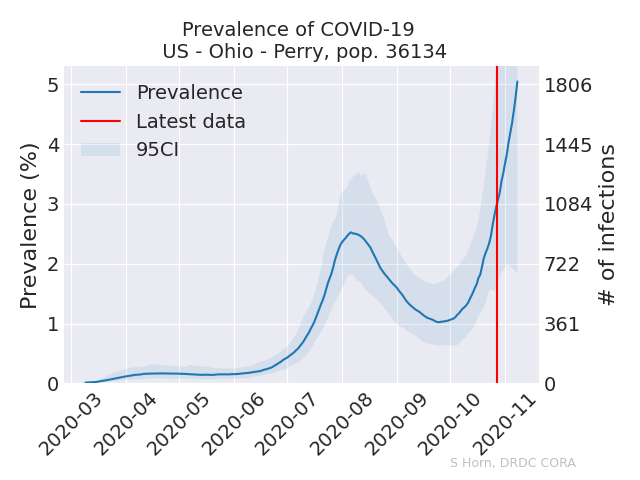 Prevalence of COVID-19
US - Ohio - Perry, pop. 36134
Prevalence
Latest data
95CI
Prevalence (%)
5
4
3
2
1
0
1806
1445
1084
722
361
0
# of infections
2020-03
2020-04
2020-05
2020-06
2020-07
2020-08
2020-09
2020-10
2020-11
S Horn, DRDC CORA